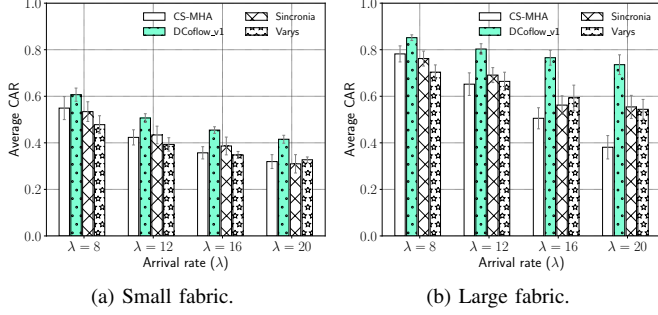 1.0
0.8
0.6
0.4
0.2
0.0
Average CAR
CS-MHA
DCoflow_v1
Sincronia
Varys
λ = 8
λ = 12
λ = 16
λ = 20
Arrival rate (λ)
(a) Small fabric.
1.0
0.8
0.6
0.4
0.2
0.0
Average CAR
CS-MHA
DCoflow_v1
Sincronia
Varys
λ = 8
λ = 12
λ = 16
λ = 20
Arrival rate (λ)
(b) Large fabric.